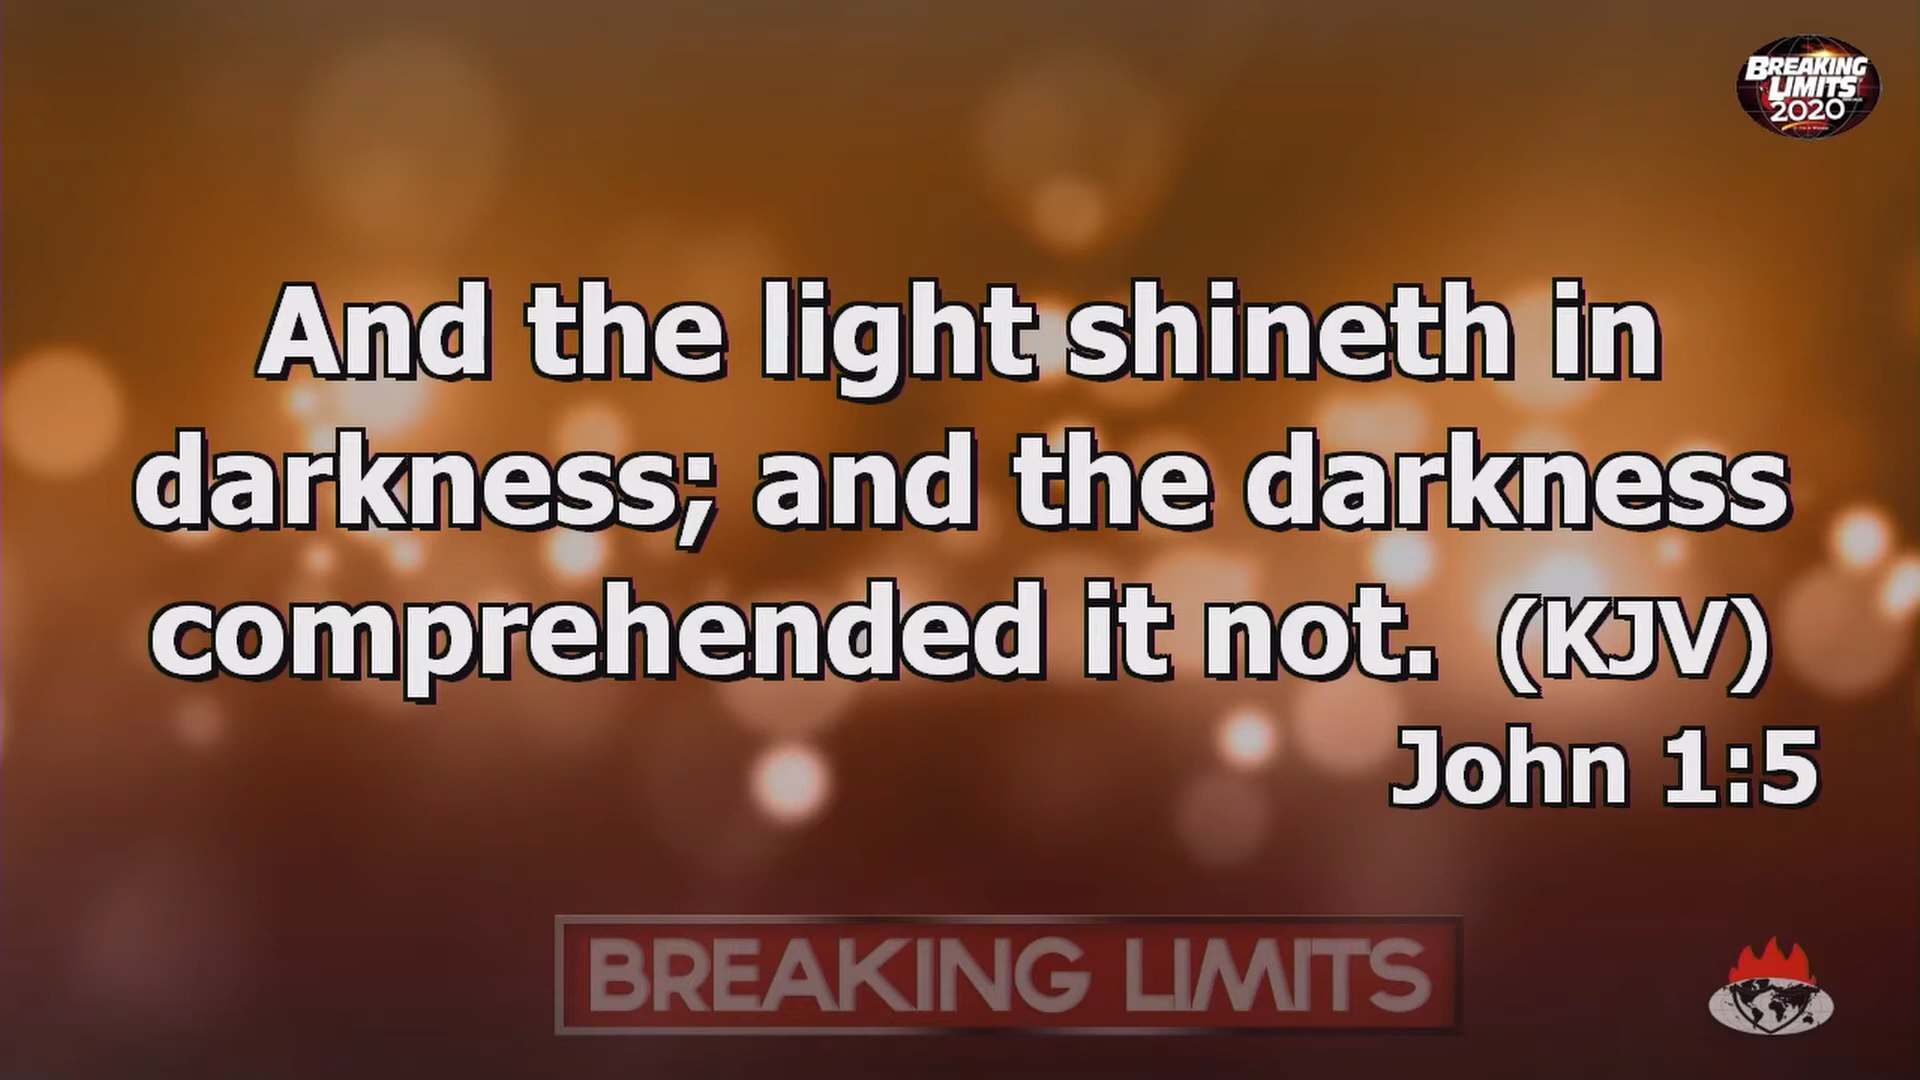 BREAKING
LIMITS
2020
And the light shineth in
darkness; and the darkness
comprehended it not. (KJV)
John 1:5
BREAKING LIMITS